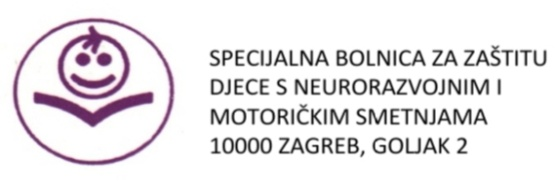 SPECIJALNA BOLNICA ZA ZAŠTITU
DJECE S NEURORAZVOJNIM I
MOTORIČKIM SMETNJAMA
10000 ZAGREB, GOLJAK 2